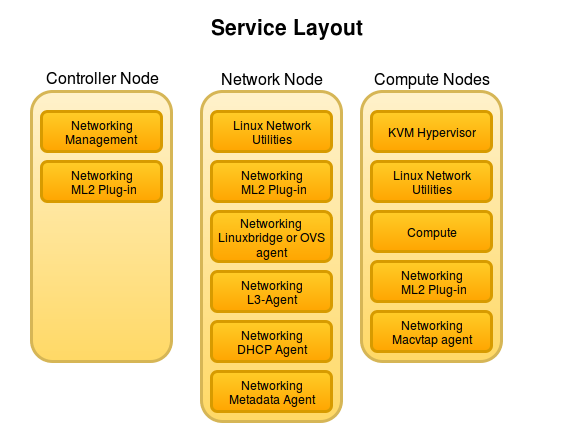 Service Layout
Controller Node
Networking
Management
Networking
ML2 Plug-in
Network Node
Linux Network
Utilities
Networking
ML2 Plug-in
Networking
Linuxbridge or OVS
agent
Networking
L3-Agent
Networking
DHCP Agent
Networking
Metadata Agent
Compute Nodes
KVM Hypervisor
Linux Network
Utilities
Compute
Networking
ML2 Plug-in
Networking
Macvtap agent